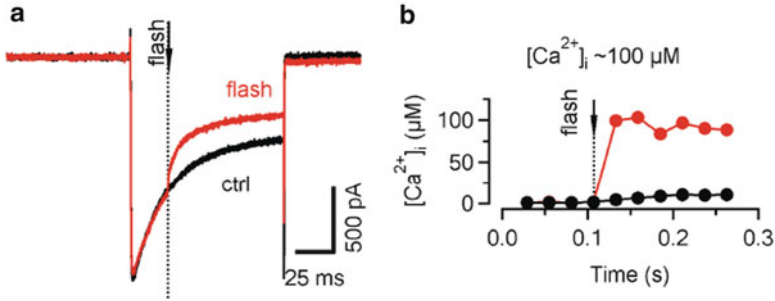 a
flash
flash
ctrl
500 pA
25 ms
b
[Ca²⁺]ᵢ ~100 µM
flash
[Ca²⁺]ᵢ (µM)
100
50
0
0.0 0.1 0.2 0.3
Time (s)